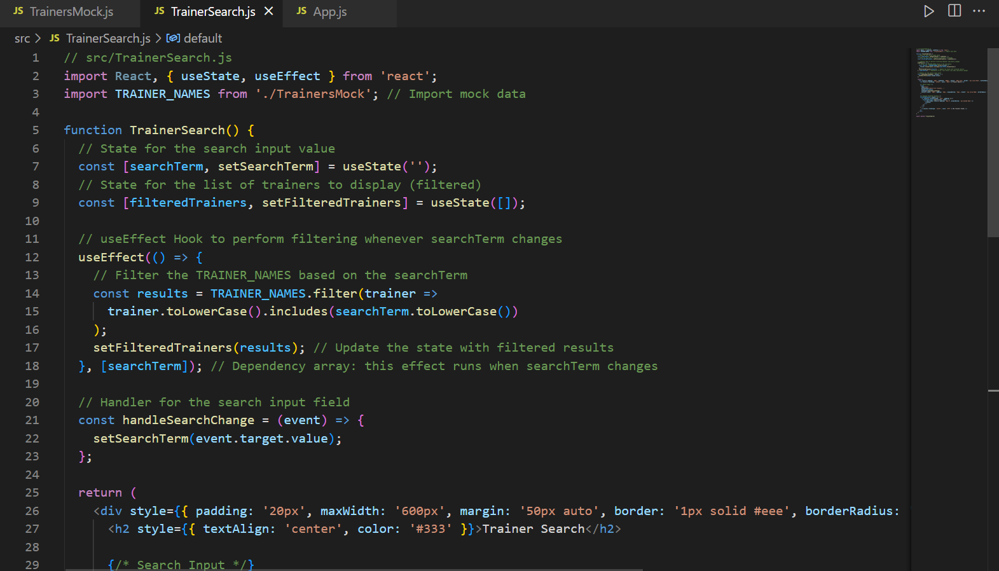 JS TrainersMock.js
JS TrainerSearch.js
JS App.js
src > JS TrainerSearch.js > default
1 // src/TrainerSearch.js
2 import React, { useState, useEffect } from 'react';
3 import TRAINER_NAMES from './TrainersMock'; // Import mock data
4
5 function TrainerSearch() {
6 // State for the search input value
7 const [searchTerm, setSearchTerm] = useState('');
8 // State for the list of trainers to display (filtered)
9 const [filteredTrainers, setFilteredTrainers] = useState([]);
10
11 // useEffect Hook to perform filtering whenever searchTerm changes
12 useEffect(() => {
13 // Filter the TRAINER_NAMES based on the searchTerm
14 const results = TRAINER_NAMES.filter(trainer =>
15 trainer.toLowerCase().includes(searchTerm.toLowerCase())
16 );
17 setFilteredTrainers(results); // Update the state with filtered results
18 }, [searchTerm]); // Dependency array: this effect runs when searchTerm changes
19
20 // Handler for the search input field
21 const handleSearchChange = (event) => {
22 setSearchTerm(event.target.value);
23 };
24
25 return (
26 <div style={{ padding: '20px', maxWidth: '600px', margin: '50px auto', border: '1px solid #eee', borderRadius:
27 <h2 style={{ textAlign: 'center', color: '#333' }}>Trainer Search</h2>
28
29 {/* Search Input */}